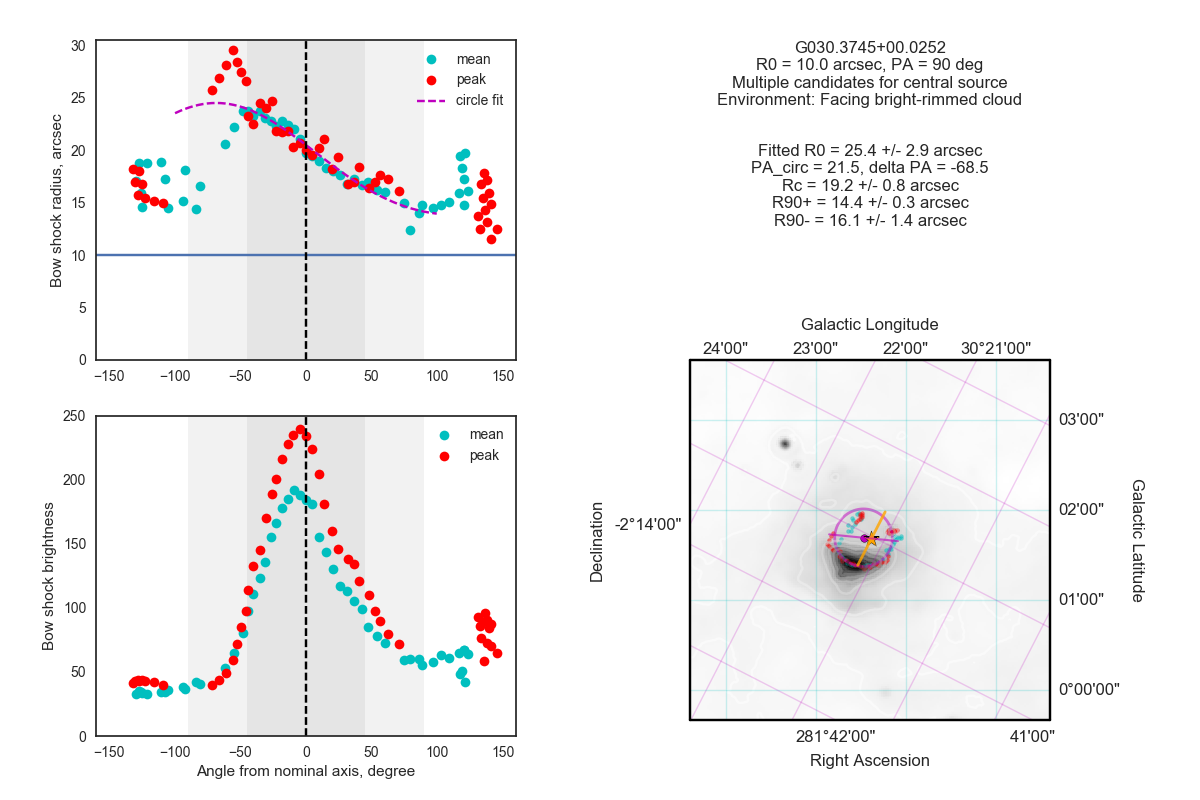 30
25
20
15
10
5
0
Bow shock radius, arcsec
mean
peak
circle fit
−150
−100
−50
0
50
100
150
250
200
150
100
50
0
Bow shock brightness
mean
peak
−150
−100
−50
0
50
100
150
Angle from nominal axis, degree
G030.3745+00.0252
R0 = 10.0 arcsec, PA = 90 deg
Multiple candidates for central source
Environment: Facing bright-rimmed cloud
Fitted R0 = 25.4 +/- 2.9 arcsec
PA_circ = 21.5, delta PA = -68.5
Rc = 19.2 +/- 0.8 arcsec
R90+ = 14.4 +/- 0.3 arcsec
R90- = 16.1 +/- 1.4 arcsec
Galactic Longitude
24'00"
23'00"
22'00"
30°21'00"
Declination
-2°14'00"
03'00"
02'00"
01'00"
0°00'00"
Galactic Latitude
281°42'00"
41'00"
Right Ascension